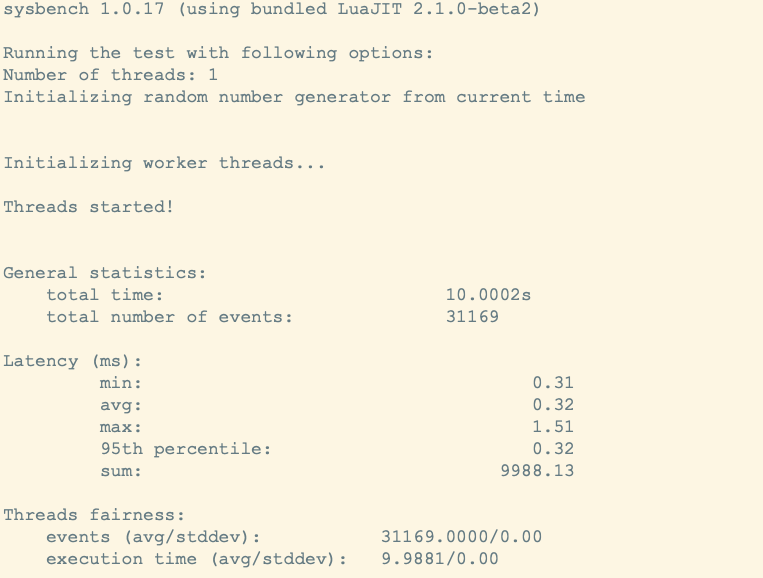 sysbench 1.0.17 (using bundled LuaJIT 2.1.0-beta2)
Running the test with following options:
Number of threads: 1
Initializing random number generator from current time
Initializing worker threads...
Threads started!
General statistics:
total time: 10.0002s
total number of events: 31169
Latency (ms):
min: 0.31
avg: 0.32
max: 1.51
95th percentile: 0.32
sum: 9988.13
Threads fairness:
events (avg/stddev): 31169.0000/0.00
execution time (avg/stddev): 9.9881/0.00